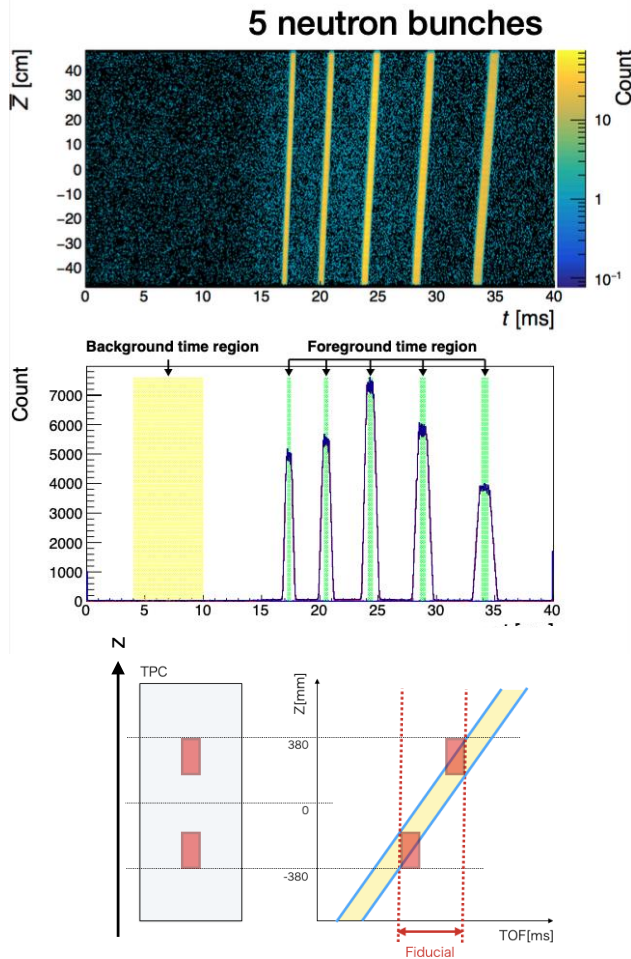 5 neutron bunches
Z̅ [cm]
40
30
20
10
0
−10
−20
−30
−40
0 5 10 15 20 25 30 35 40
t [ms]
Count
10
1
10⁻¹
Background time region Foreground time region
Count
7000
6000
5000
4000
3000
2000
1000
0
0 5 10 15 20 25 30 35 40
Z
TPC
Z[mm]
380
0
-380
TOF[ms]
Fiducial